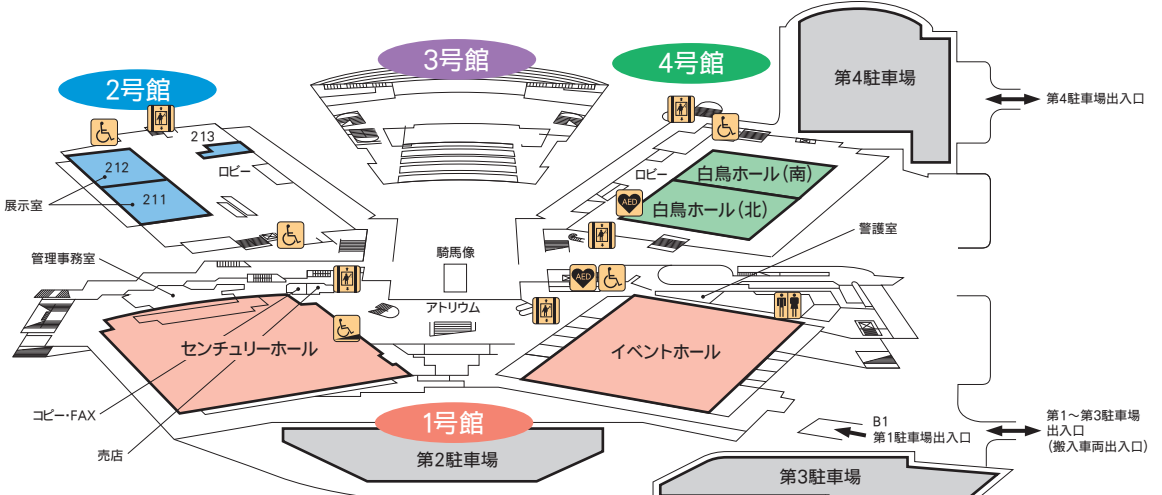 3号館
4号館
2号館
第4駐車場
第4駐車場出入口
213
212
ロビー
211
展示室
ロビー
白鳥ホール(南)
AED
白鳥ホール(北)
警護室
管理事務室
騎馬像
AED
アトリウム
センチュリーホール
イベントホール
コピー・FAX
売店
1号館
B1
第1駐車場出入口
第1～第3駐車場
出入口
(搬入車両出入口)
第2駐車場
第3駐車場